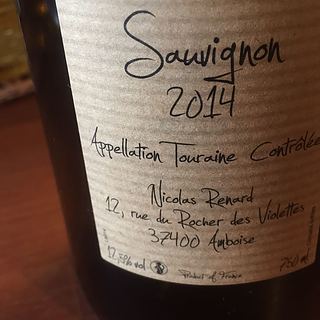 Sauvignon
2014
Appellation Touraine Contrôlée
Nicolas Renard
12, rue du Rocher des Violettes
37400 Amboise
12,5% vol
Product of France
750 ml